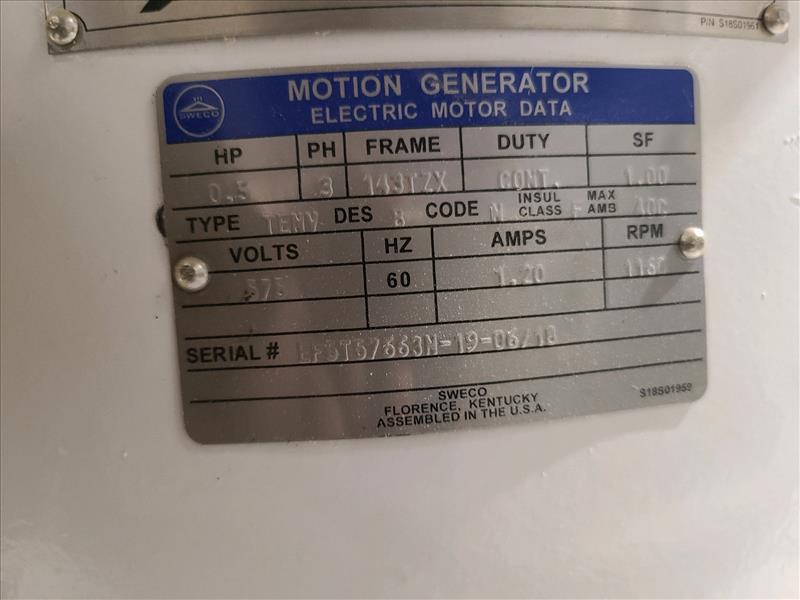 P/N S18S01961
SWECO
MOTION GENERATOR
ELECTRIC MOTOR DATA
HP PH FRAME DUTY SF
0.5 3 143TZX CONT. 1.00
TYPE TENV DES B CODE N INSUL CLASS F MAX AMB 40C
VOLTS HZ AMPS RPM
575 60 1.20
SERIAL #
SWECO
FLORENCE, KENTUCKY
ASSEMBLED IN THE U.S.A.
S18S01959